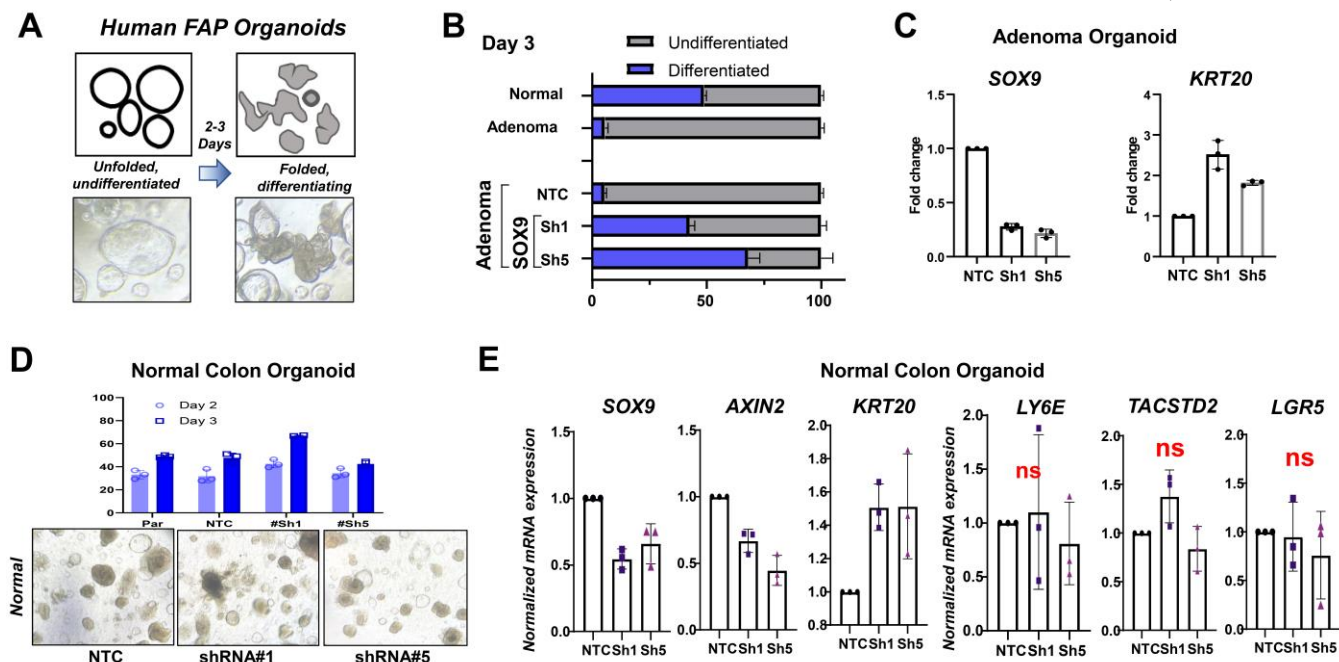 A
Human FAP Organoids
2-3
Days
Unfolded,
undifferentiated
Folded,
differentiating
B
Day 3
Undifferentiated
Differentiated
Normal
Adenoma
Adenoma
SOX9
NTC
Sh1
Sh5
0
50
100
C
Adenoma Organoid
SOX9
Fold change
1.5
1.0
0.5
0.0
NTC Sh1 Sh5
KRT20
Fold change
4
3
2
1
0
NTC Sh1 Sh5
D
Normal Colon Organoid
100
80
60
40
20
0
Day 2
Day 3
Par NTC #Sh1 #Sh5
Normal
NTC shRNA#1 shRNA#5
E
Normal Colon Organoid
Normalized mRNA expression
SOX9
1.5
1.0
0.5
0.0
NTC Sh1 Sh5
AXIN2
1.5
1.0
0.5
0.0
NTC Sh1 Sh5
KRT20
2.0
1.8
1.6
1.4
1.2
1.0
0.8
NTC Sh1 Sh5
Normalized mRNA expression
LY6E
2.0
1.5
1.0
0.5
0.0
ns
NTC Sh1 Sh5
TACSTD2
2.0
1.5
1.0
0.5
0.0
ns
NTC Sh1 Sh5
LGR5
2.0
1.5
1.0
0.5
0.0
ns
NTC Sh1 Sh5